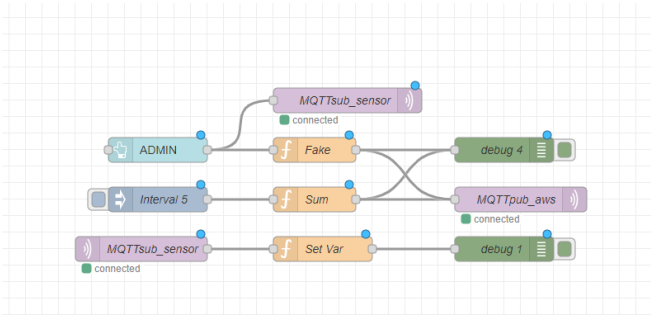 MQTTsub_sensor
connected
ADMIN
Fake
debug 4
Interval 5
Sum
MQTTpub_aws
connected
MQTTsub_sensor
Set Var
debug 1
connected